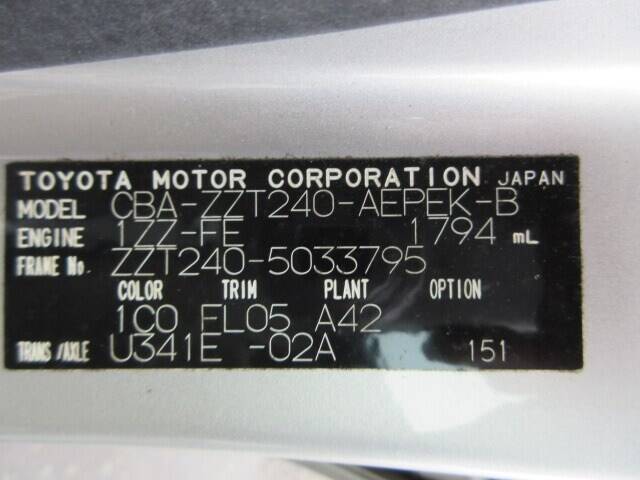 TOYOTA MOTOR CORPORATION JAPAN
MODEL CBA-ZZT240-AEPEK-B
ENGINE 1ZZ-FE 1794 mL
FRAME No. ZZT240-5033795
COLOR TRIM PLANT OPTION
1C0 FL05 A42
TRANS/AXLE U341E -02A 151